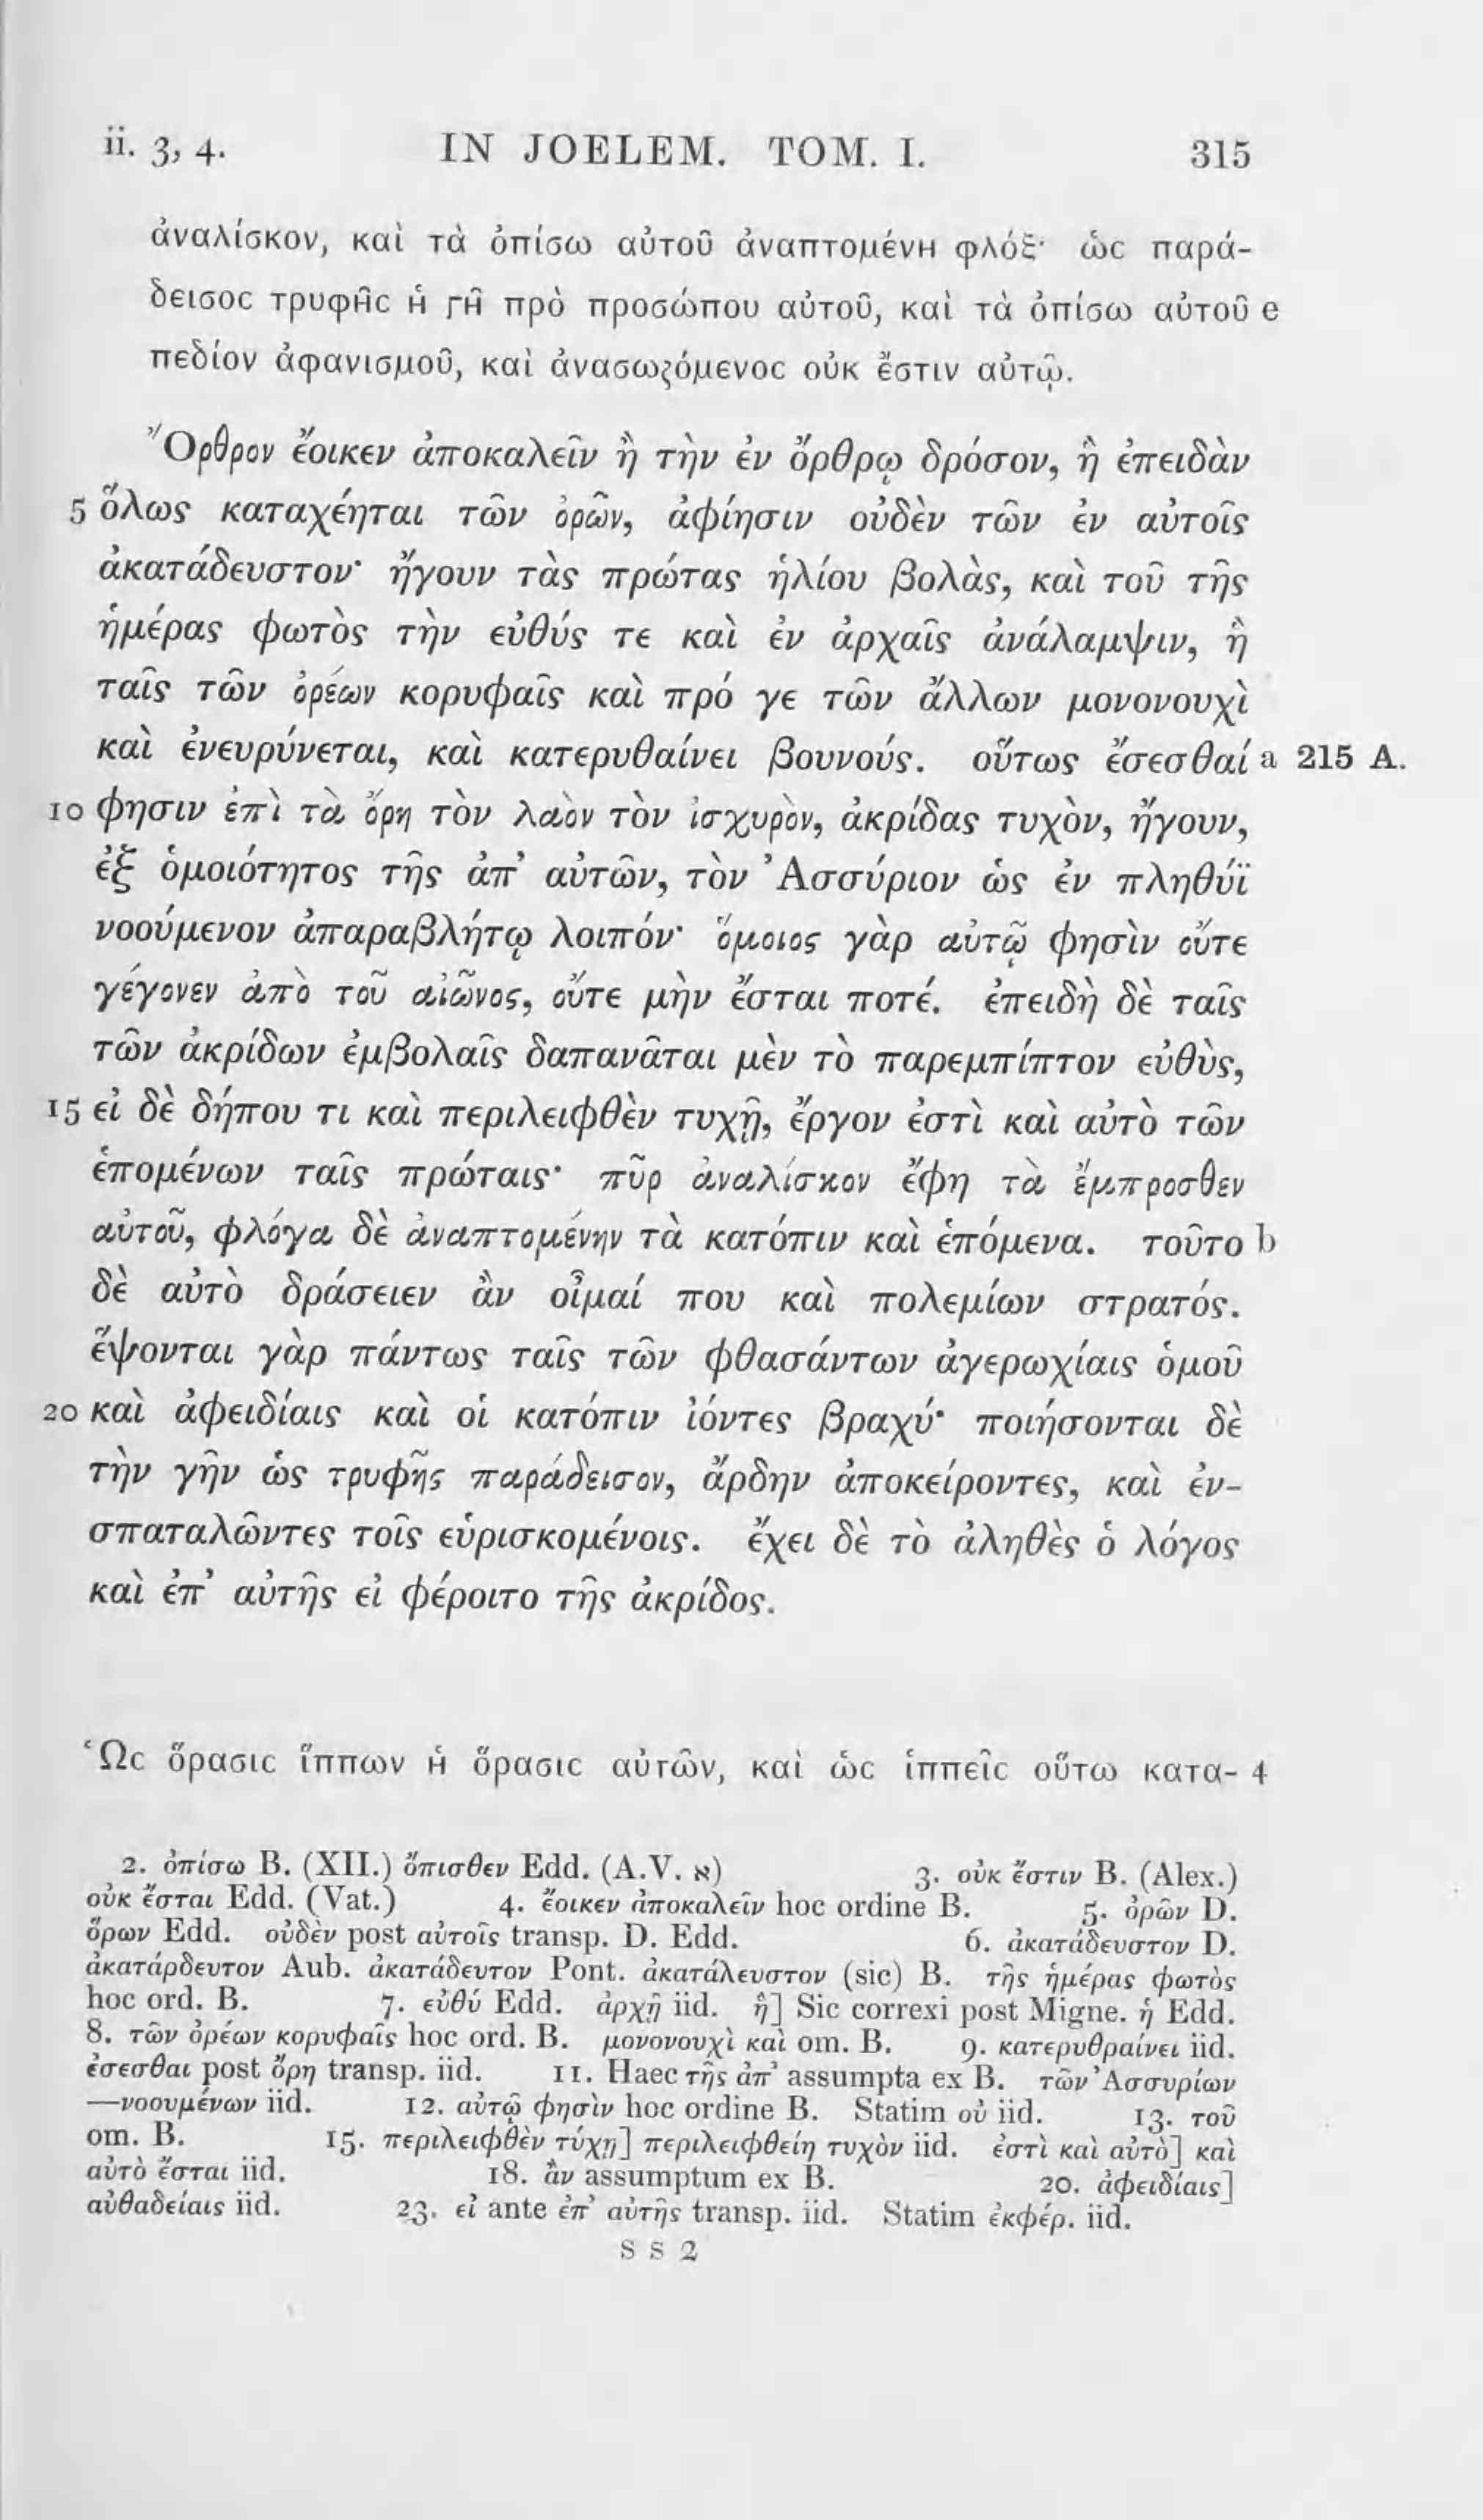 ii. 3, 4. IN JOELEM. TOM. I. 315
ἀναλίσκον, καὶ τὰ ὀπίσω αὐτοῦ ἀναπτομένη φλόξ· ὡς παρά-
δεισος τρυφῆς ἡ γῆ πρὸ προσώπου αὐτοῦ, καὶ τὰ ὀπίσω αὐτοῦ e
πεδίον ἀφανισμοῦ, καὶ ἀνασωζόμενος οὐκ ἔστιν αὐτῷ.
Ὄρθρον ἔοικεν ἀποκαλεῖν ἢ τὴν ἐν ὄρθρῳ δρόσον, ἢ ἐπειδὰν
5 ὅλως καταχέηται τῶν ὀρῶν, ἀφίησιν οὐδὲν τῶν ἐν αὐτοῖς
ἀκατάδευστον· ἤγουν τὰς πρώτας ἡλίου βολὰς, καὶ τοῦ τῆς
ἡμέρας φωτὸς τὴν εὐθύς τε καὶ ἐν ἀρχαῖς ἀνάλαμψιν, ἣ
ταῖς τῶν ὀρέων κορυφαῖς καὶ πρό γε τῶν ἄλλων μονονουχὶ
καὶ ἐνευρύνεται, καὶ κατερυθαίνει βουνούς. οὕτως ἔσεσθαί a 215 A.
10 φησιν ἐπὶ τὰ ὄρη τὸν λαὸν τὸν ἰσχυρὸν, ἀκρίδας τυχὸν, ἤγουν,
ἐξ ὁμοιότητος τῆς ἀπ’ αὐτῶν, τὸν Ἀσσύριον ὡς ἐν πληθύϊ
νοούμενον ἀπαραβλήτῳ λοιπόν· ὅμοιος γὰρ αὐτῷ φησὶν οὔτε
γέγονεν ἀπὸ τοῦ αἰῶνος, οὔτε μὴν ἔσται ποτέ. ἐπειδὴ δὲ ταῖς
τῶν ἀκρίδων ἐμβολαῖς δαπανᾶται μὲν τὸ παρεμπίπτον εὐθὺς,
15 εἰ δὲ δήπου τι καὶ περιλειφθὲν τυχῇ, ἔργον ἐστὶ καὶ αὐτὸ τῶν
ἑπομένων ταῖς πρώταις· πῦρ ἀναλίσκον ἔφη τὰ ἔμπροσθεν
αὐτοῦ, φλόγα δὲ ἀναπτομένην τὰ κατόπιν καὶ ἑπόμενα. τοῦτο b
δὲ αὐτὸ δράσειεν ἂν οἶμαί που καὶ πολεμίων στρατός.
ἕψονται γὰρ πάντως ταῖς τῶν φθασάντων ἀγερωχίαις ὁμοῦ
20 καὶ ἀφειδίαις καὶ οἱ κατόπιν ἰόντες βραχύ· ποιήσονται δὲ
τὴν γῆν ὡς τρυφῆς παράδεισον, ἄρδην ἀποκείροντες, καὶ ἐν-
σπαταλῶντες τοῖς εὑρισκομένοις. ἔχει δὲ τὸ ἀληθὲς ὁ λόγος
καὶ ἐπ’ αὐτῆς εἰ φέροιτο τῆς ἀκρίδος.
Ὡς ὅρασις ἵππων ἡ ὅρασις αὐτῶν, καὶ ὡς ἱππεῖς οὕτω κατα- 4
2. ὀπίσω B. (XII.) ὄπισθεν Edd. (A.V. א) 3. οὐκ ἔστιν B. (Alex.)
οὐκ ἔσται Edd. (Vat.) 4. ἔοικεν ἀποκαλεῖν hoc ordine B. 5. ὀρῶν D.
ὅρων Edd. οὐδὲν post αὐτοῖς transp. D. Edd. 6. ἀκατάδευστον D.
ἀκατάρδευτον Aub. ἀκατάδευτον Pont. ἀκατάλευστον (sic) B. τῆς ἡμέρας φωτὸς
hoc ord. B. 7. εὐθύ Edd. ἀρχῇ iid. ἣ] Sic correxi post Migne. ἡ Edd.
8. τῶν ὀρέων κορυφαῖς hoc ord. B. μονονουχὶ καὶ om. B. 9. κατερυθραίνει iid.
ἐσεσθαι post ὄρη transp. iid. 11. Haec τῆς ἀπ’ assumpta ex B. τῶν Ἀσσυρίων
—νοουμένων iid. 12. αὐτῷ φησὶν hoc ordine B. Statim οὐ iid. 13. τοῦ
om. B. 15. περιλειφθὲν τύχῃ] περιλειφθείη τυχὸν iid. ἐστὶ καὶ αὐτὸ] καὶ
αὐτὸ ἔσται iid. 18. ἂν assumptum ex B. 20. ἀφειδίαις]
αὐθαδείαις iid. 23. εἰ ante ἐπ’ αὐτῆς transp. iid. Statim ἐκφέρ. iid.
S S 2